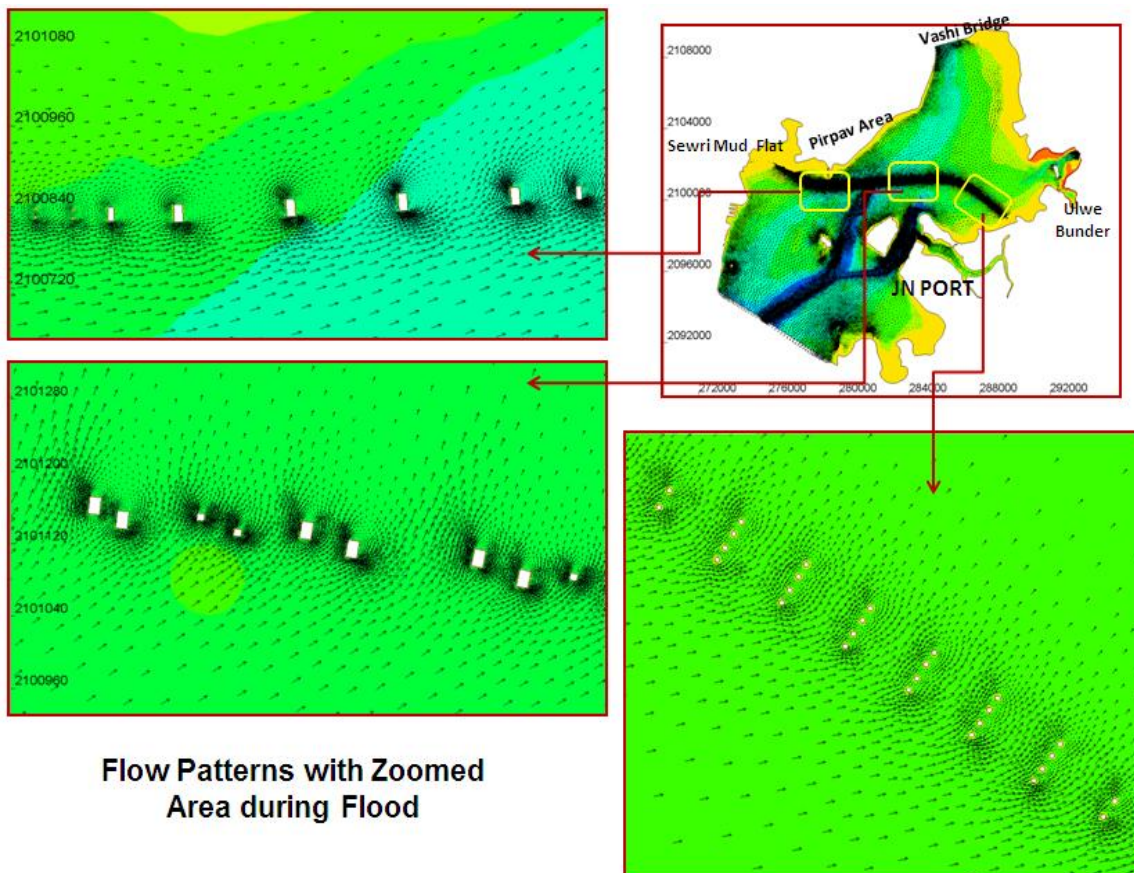 2101080
2100960
2100840
2100720
Vashi Bridge
2108000
2104000
Pirpav Area
Sewri Mud Flat
2100000
Ulwe
Bunder
2096000
JN PORT
2092000
272000 276000 280000 284000 288000 292000
2101280
2101200
2101120
2101040
2100960
Flow Patterns with Zoomed
Area during Flood